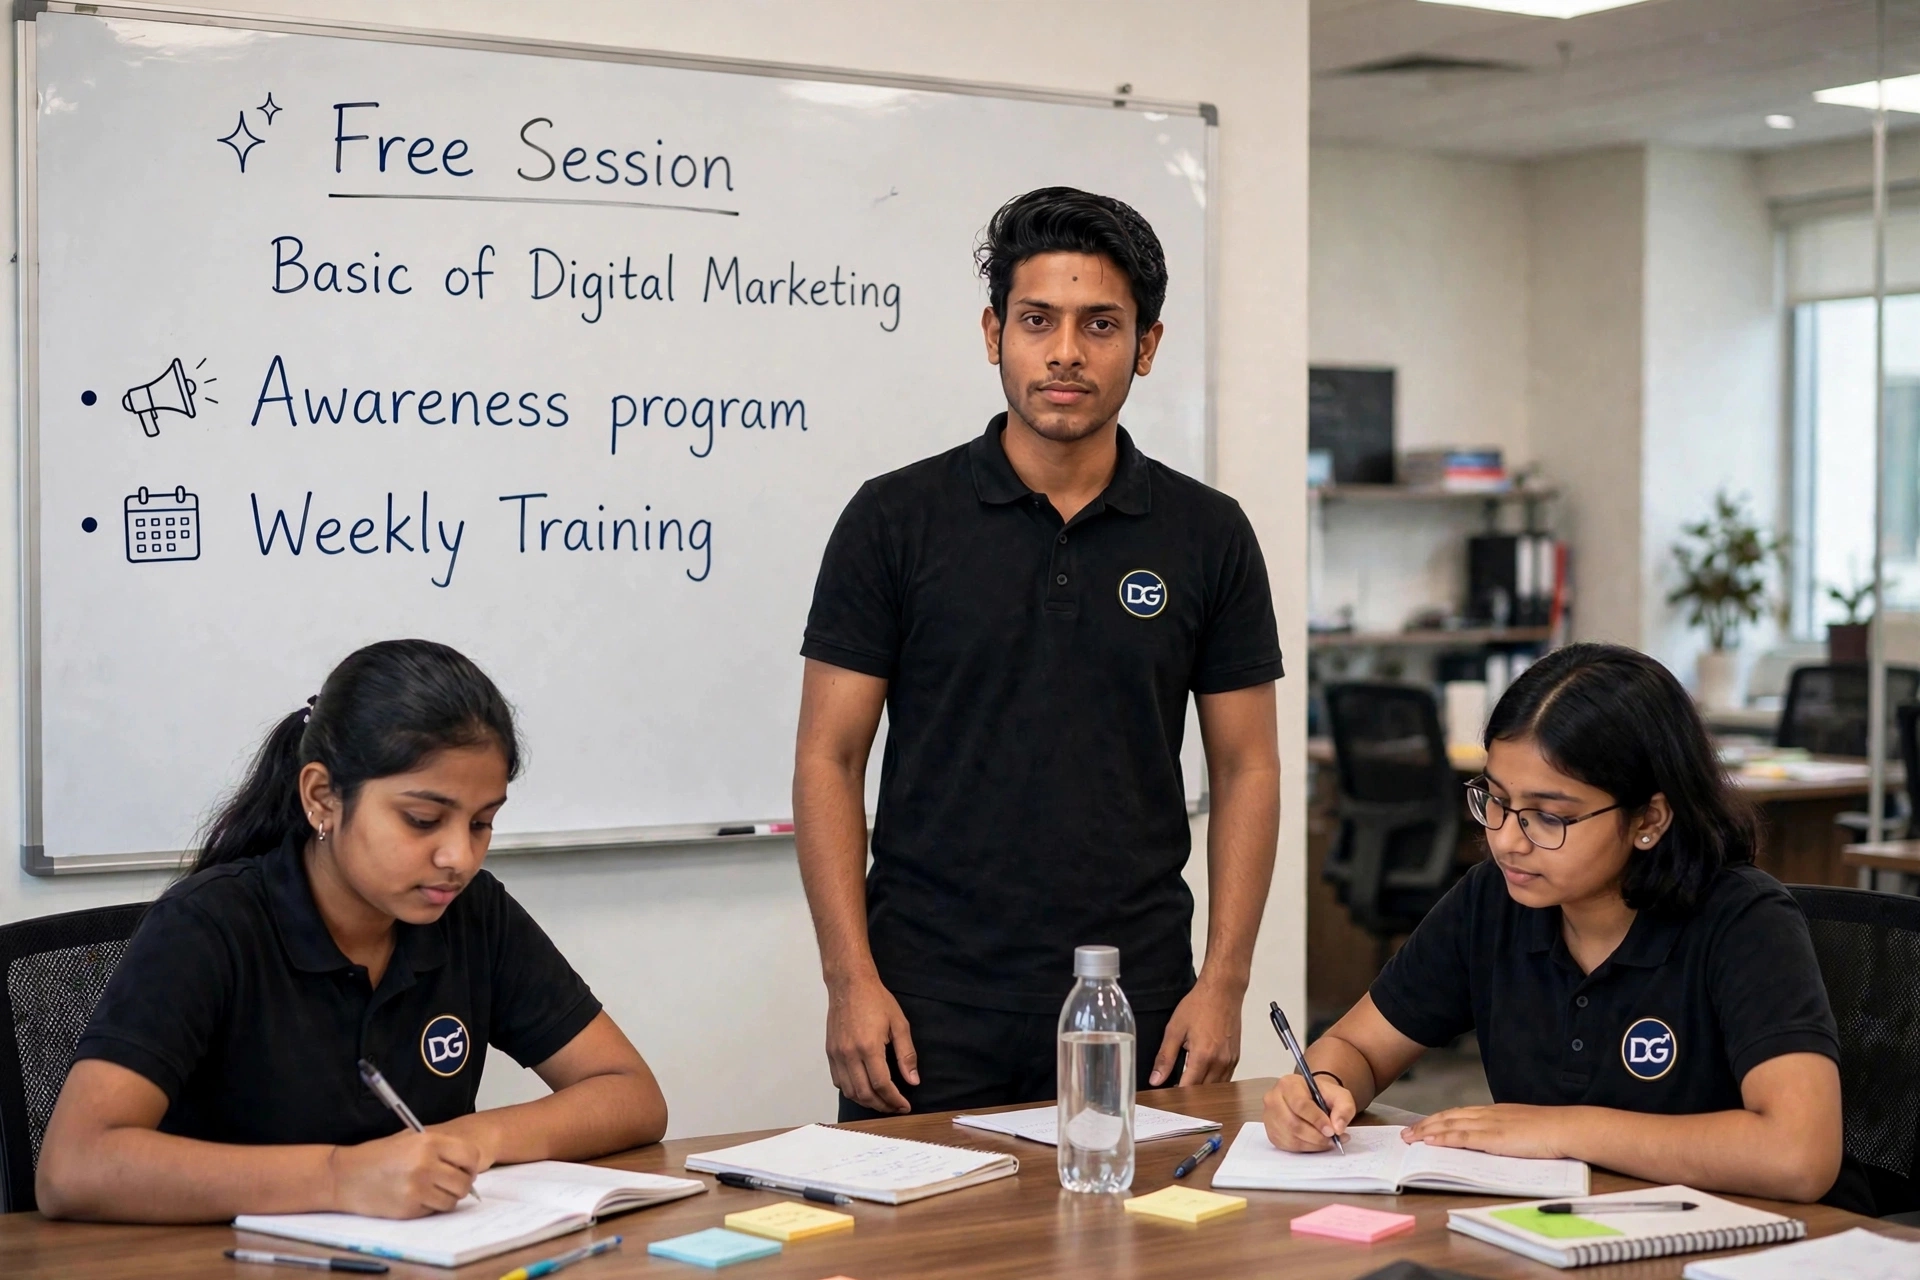 Free Session
Basic of Digital Marketing
Awareness program
Weekly Training
DG
DG
DG